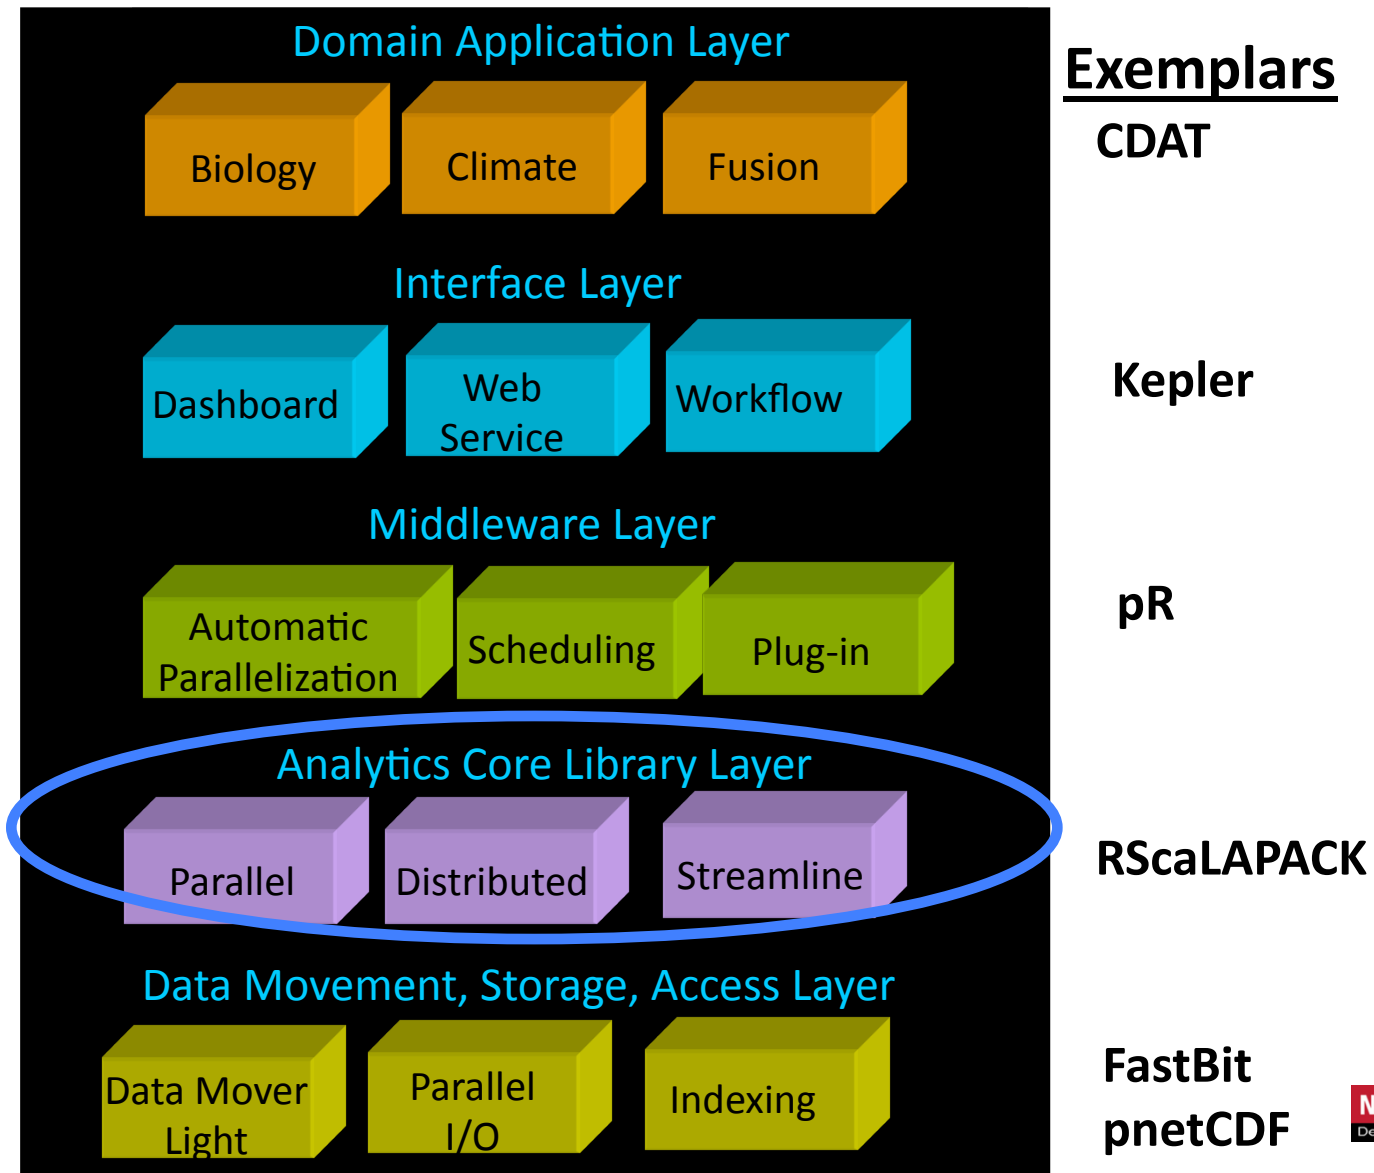 Domain Application Layer
Exemplars
CDAT
Biology
Climate
Fusion
Interface Layer
Kepler
Dashboard
Web
Service
Workflow
Middleware Layer
pR
Automatic
Parallelization
Scheduling
Plug-in
Analytics Core Library Layer
RScaLAPACK
Parallel
Distributed
Streamline
Data Movement, Storage, Access Layer
FastBit
pnetCDF
Data Mover
Light
Parallel
I/O
Indexing